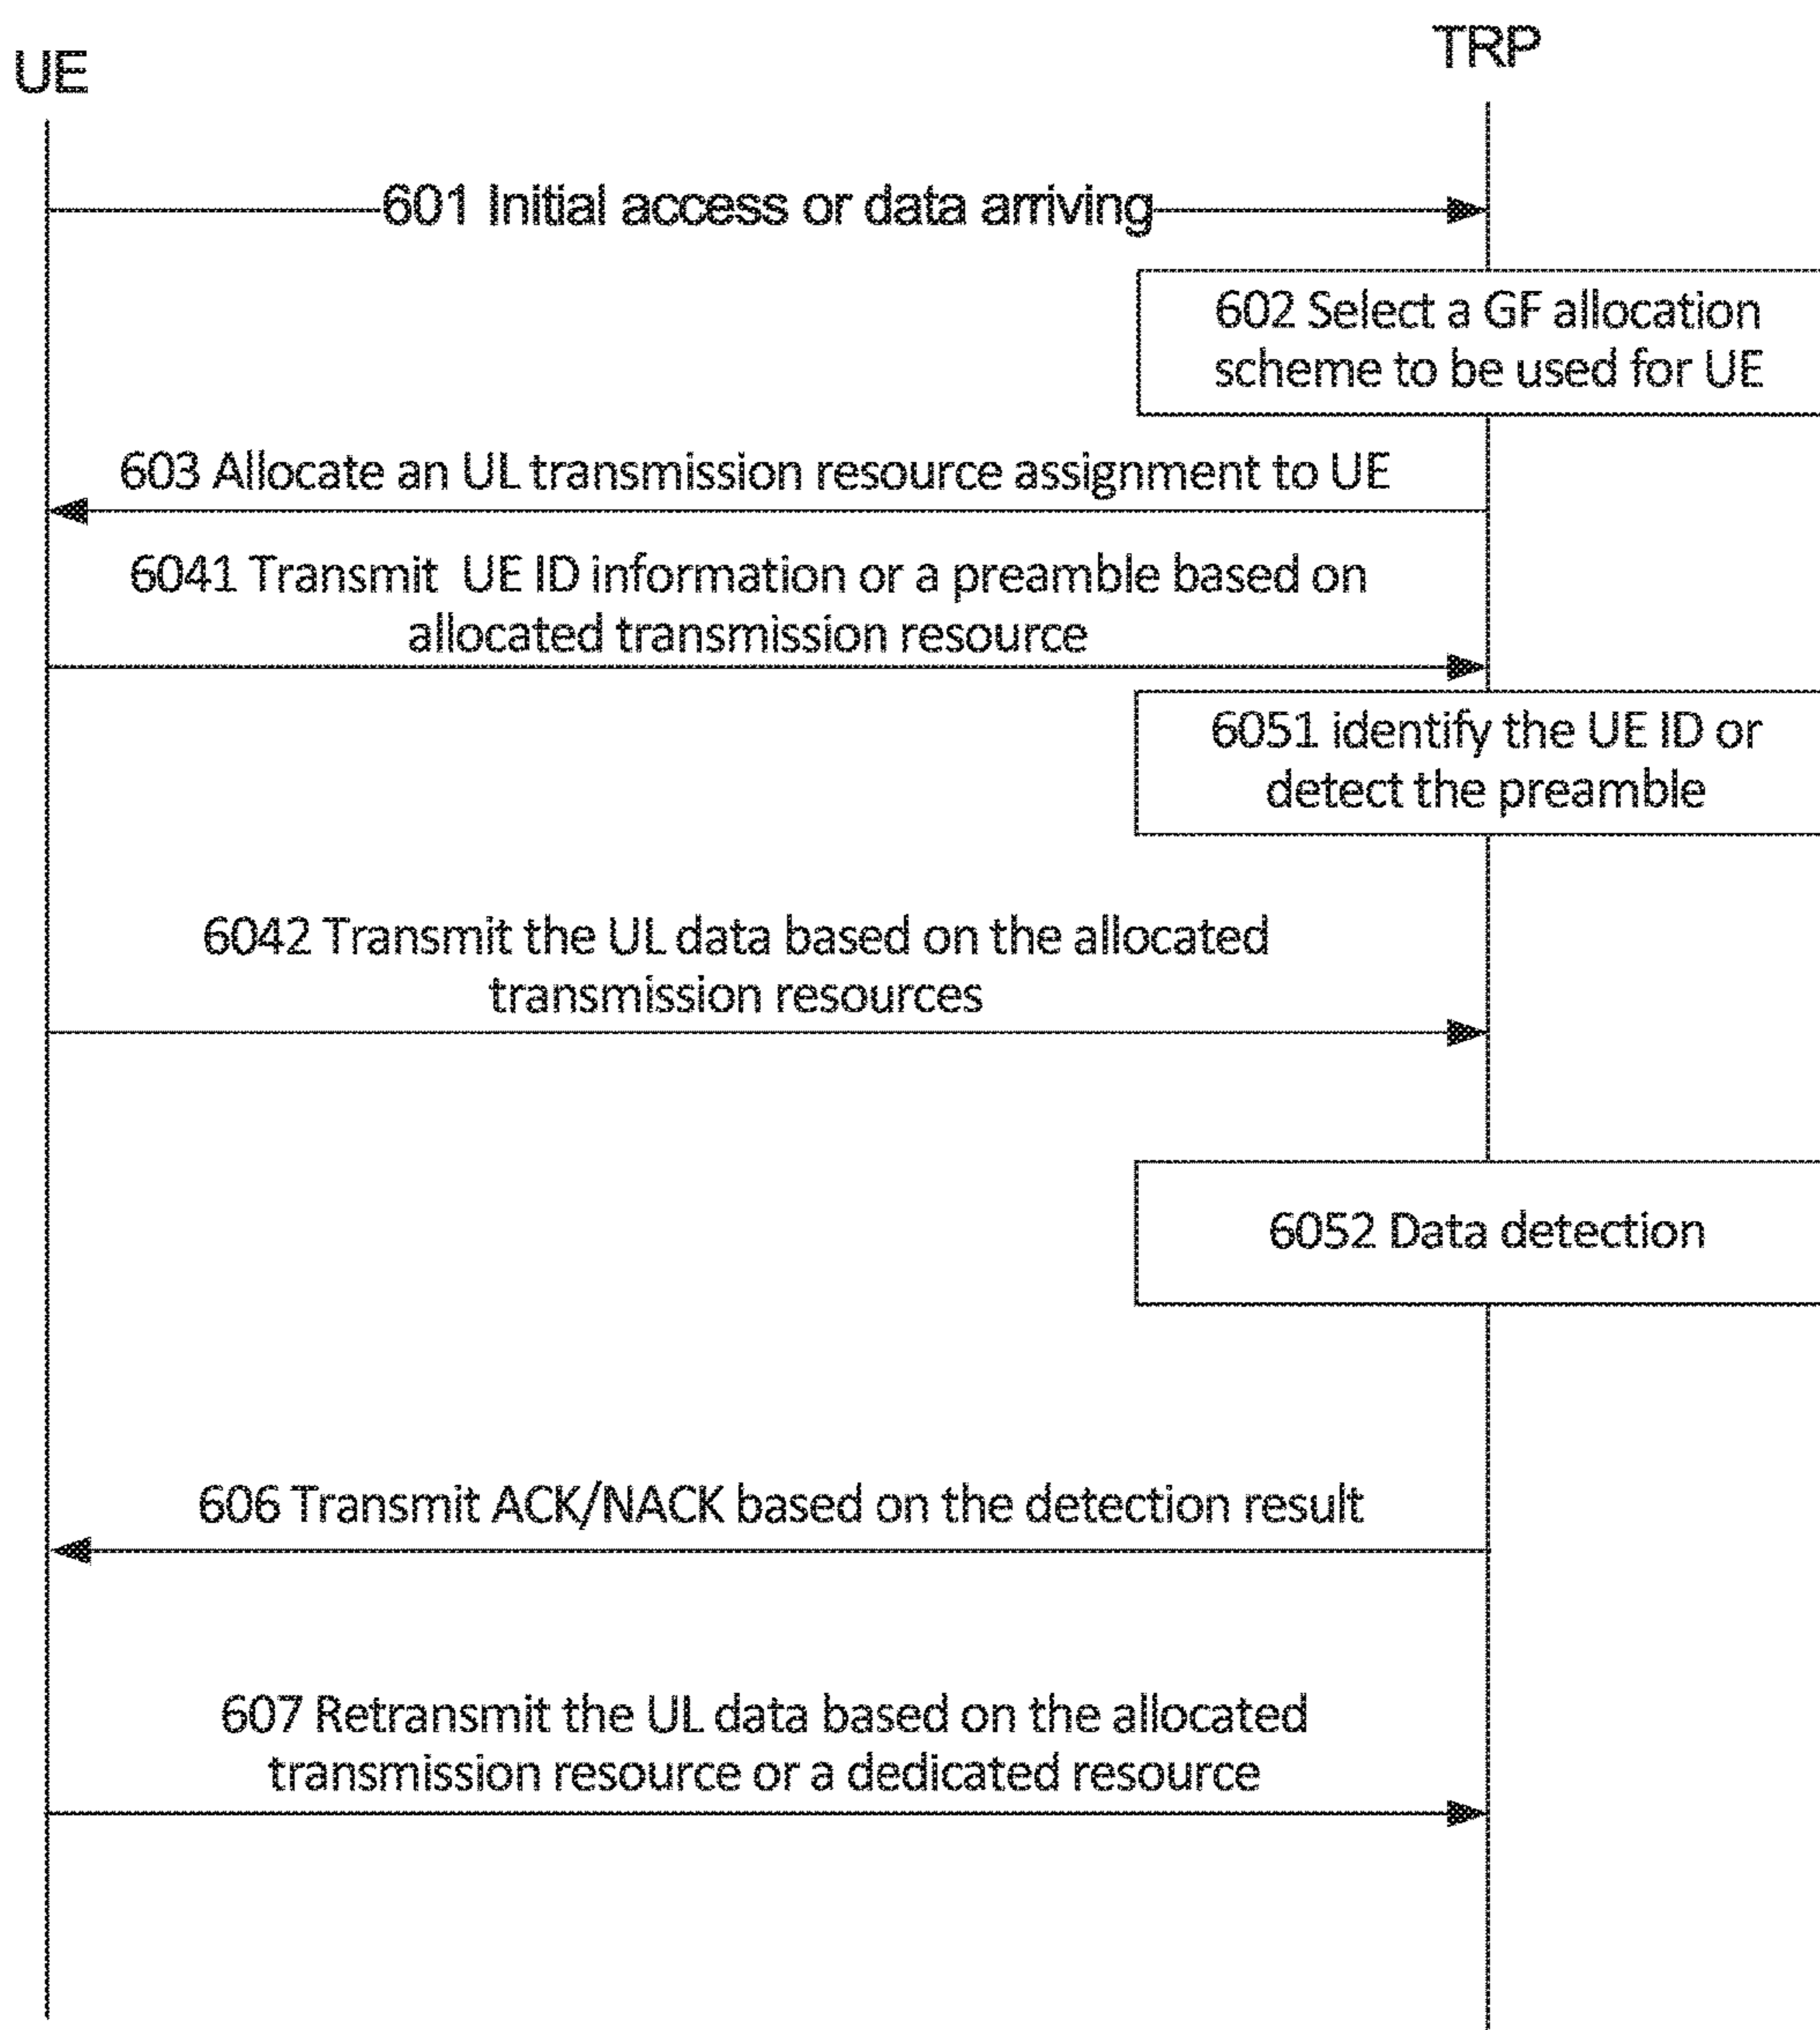 UE
TRP
601 Initial access or data arriving
602 Select a GF allocation
scheme to be used for UE
603 Allocate an UL transmission resource assignment to UE
6041 Transmit UE ID information or a preamble based on
allocated transmission resource
6051 identify the UE ID or
detect the preamble
6042 Transmit the UL data based on the allocated
transmission resources
6052 Data detection
606 Transmit ACK/NACK based on the detection result
607 Retransmit the UL data based on the allocated
transmission resource or a dedicated resource